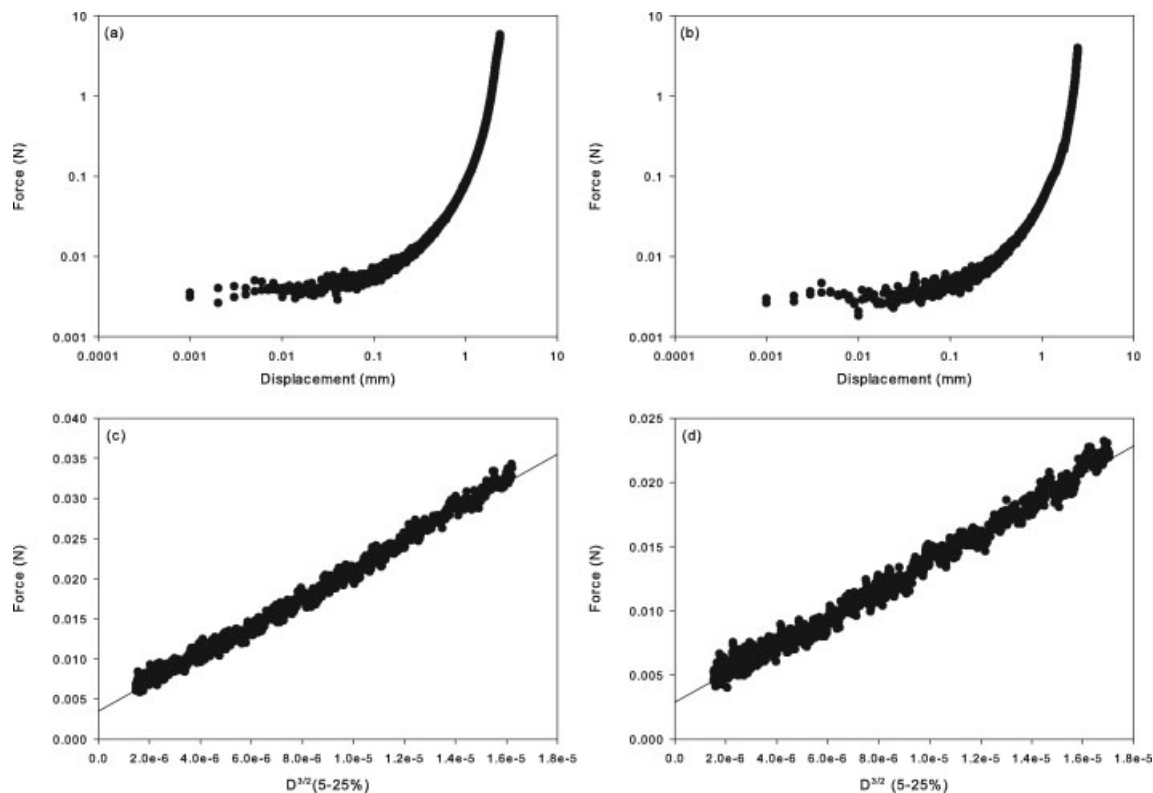 (a)
10
1
0.1
0.01
0.001
Force (N)
0.0001 0.001 0.01 0.1 1 10
Displacement (mm)
(b)
10
1
0.1
0.01
0.001
Force (N)
0.0001 0.001 0.01 0.1 1 10
Displacement (mm)
(c)
0.040
0.035
0.030
0.025
0.020
0.015
0.010
0.005
0.000
Force (N)
0.0 2.0e-6 4.0e-6 6.0e-6 8.0e-6 1.0e-5 1.2e-5 1.4e-5 1.6e-5 1.8e-5
D^3/2 (5-25%)
(d)
0.025
0.020
0.015
0.010
0.005
0.000
Force (N)
0.0 2.0e-6 4.0e-6 6.0e-6 8.0e-6 1.0e-5 1.2e-5 1.4e-5 1.6e-5 1.8e-5
D^3/2 (5-25%)